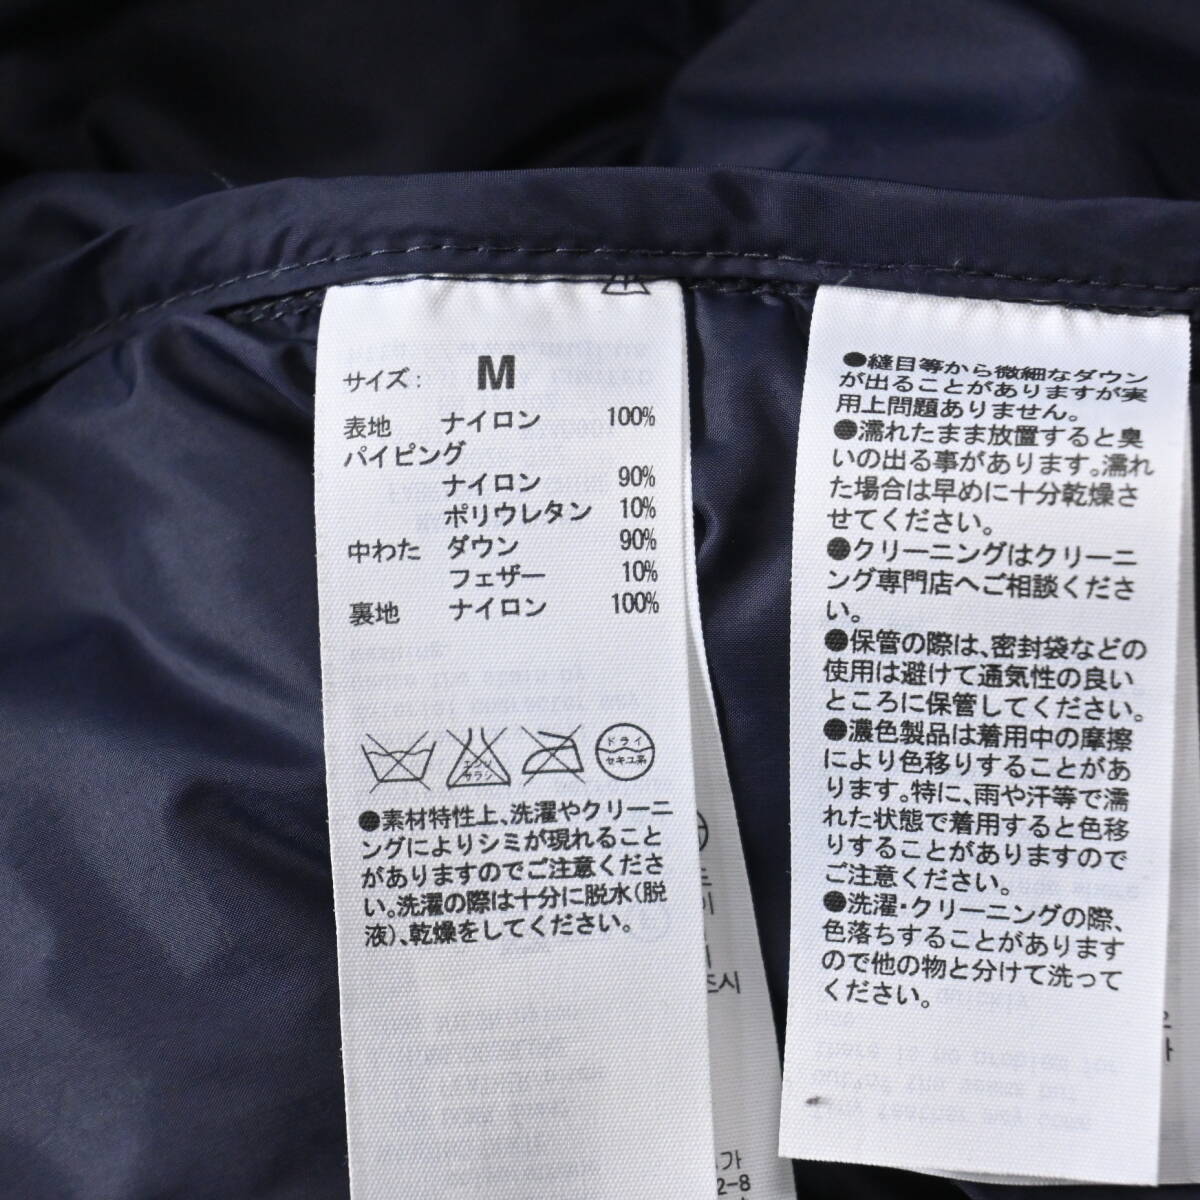 サイズ: M
表地 ナイロン 100%
パイピング
ナイロン 90%
ポリウレタン 10%
中わた ダウン 90%
フェザー 10%
裏地 ナイロン 100%
エンソ
サラシ
ドライ
セキユ系
●素材特性上、洗濯やクリーニ
ングによりシミが現れること
がありますのでご注意くださ
い。洗濯の際は十分に脱水(脱
液)、乾燥をしてください。
●縫目等から微細なダウン
が出ることがありますが実
用上問題ありません。
●濡れたまま放置すると臭
いの出る事があります。濡れ
た場合は早めに十分乾燥さ
せてください。
●クリーニングはクリーニ
ング専門店へご相談くださ
い。
●保管の際は、密封袋などの
使用は避けて通気性の良い
ところに保管してください。
●濃色製品は着用中の摩擦
により色移りすることがあ
ります。特に、雨や汗等で濡
れた状態で着用すると色移
りすることがありますので
ご注意ください。
●洗濯・クリーニングの際、
色落ちすることがあります
ので他の物と分けて洗って
ください。
가
2-8